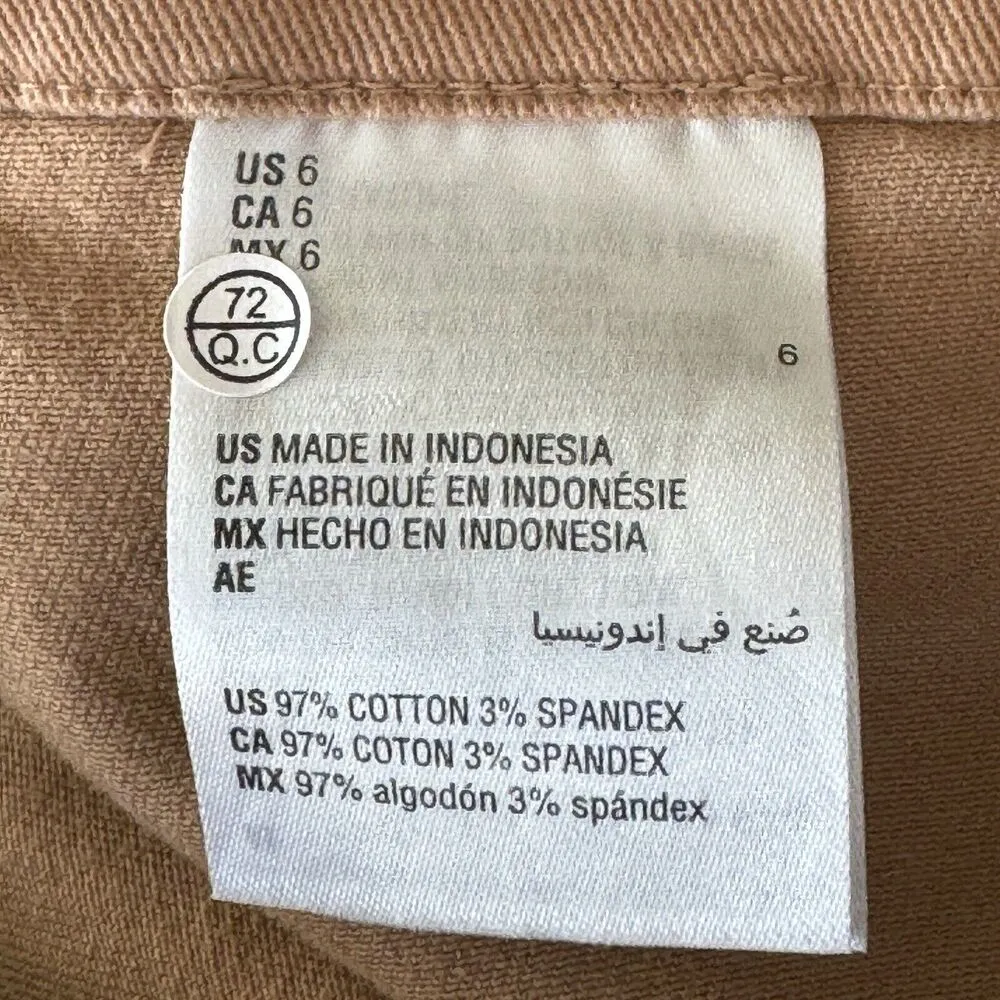 US 6
CA 6
MX 6
72
Q.C
6
US MADE IN INDONESIA
CA FABRIQUÉ EN INDONÉSIE
MX HECHO EN INDONESIA
AE
صُنع في إندونيسيا
US 97% COTTON 3% SPANDEX
CA 97% COTON 3% SPANDEX
MX 97% algodón 3% spándex